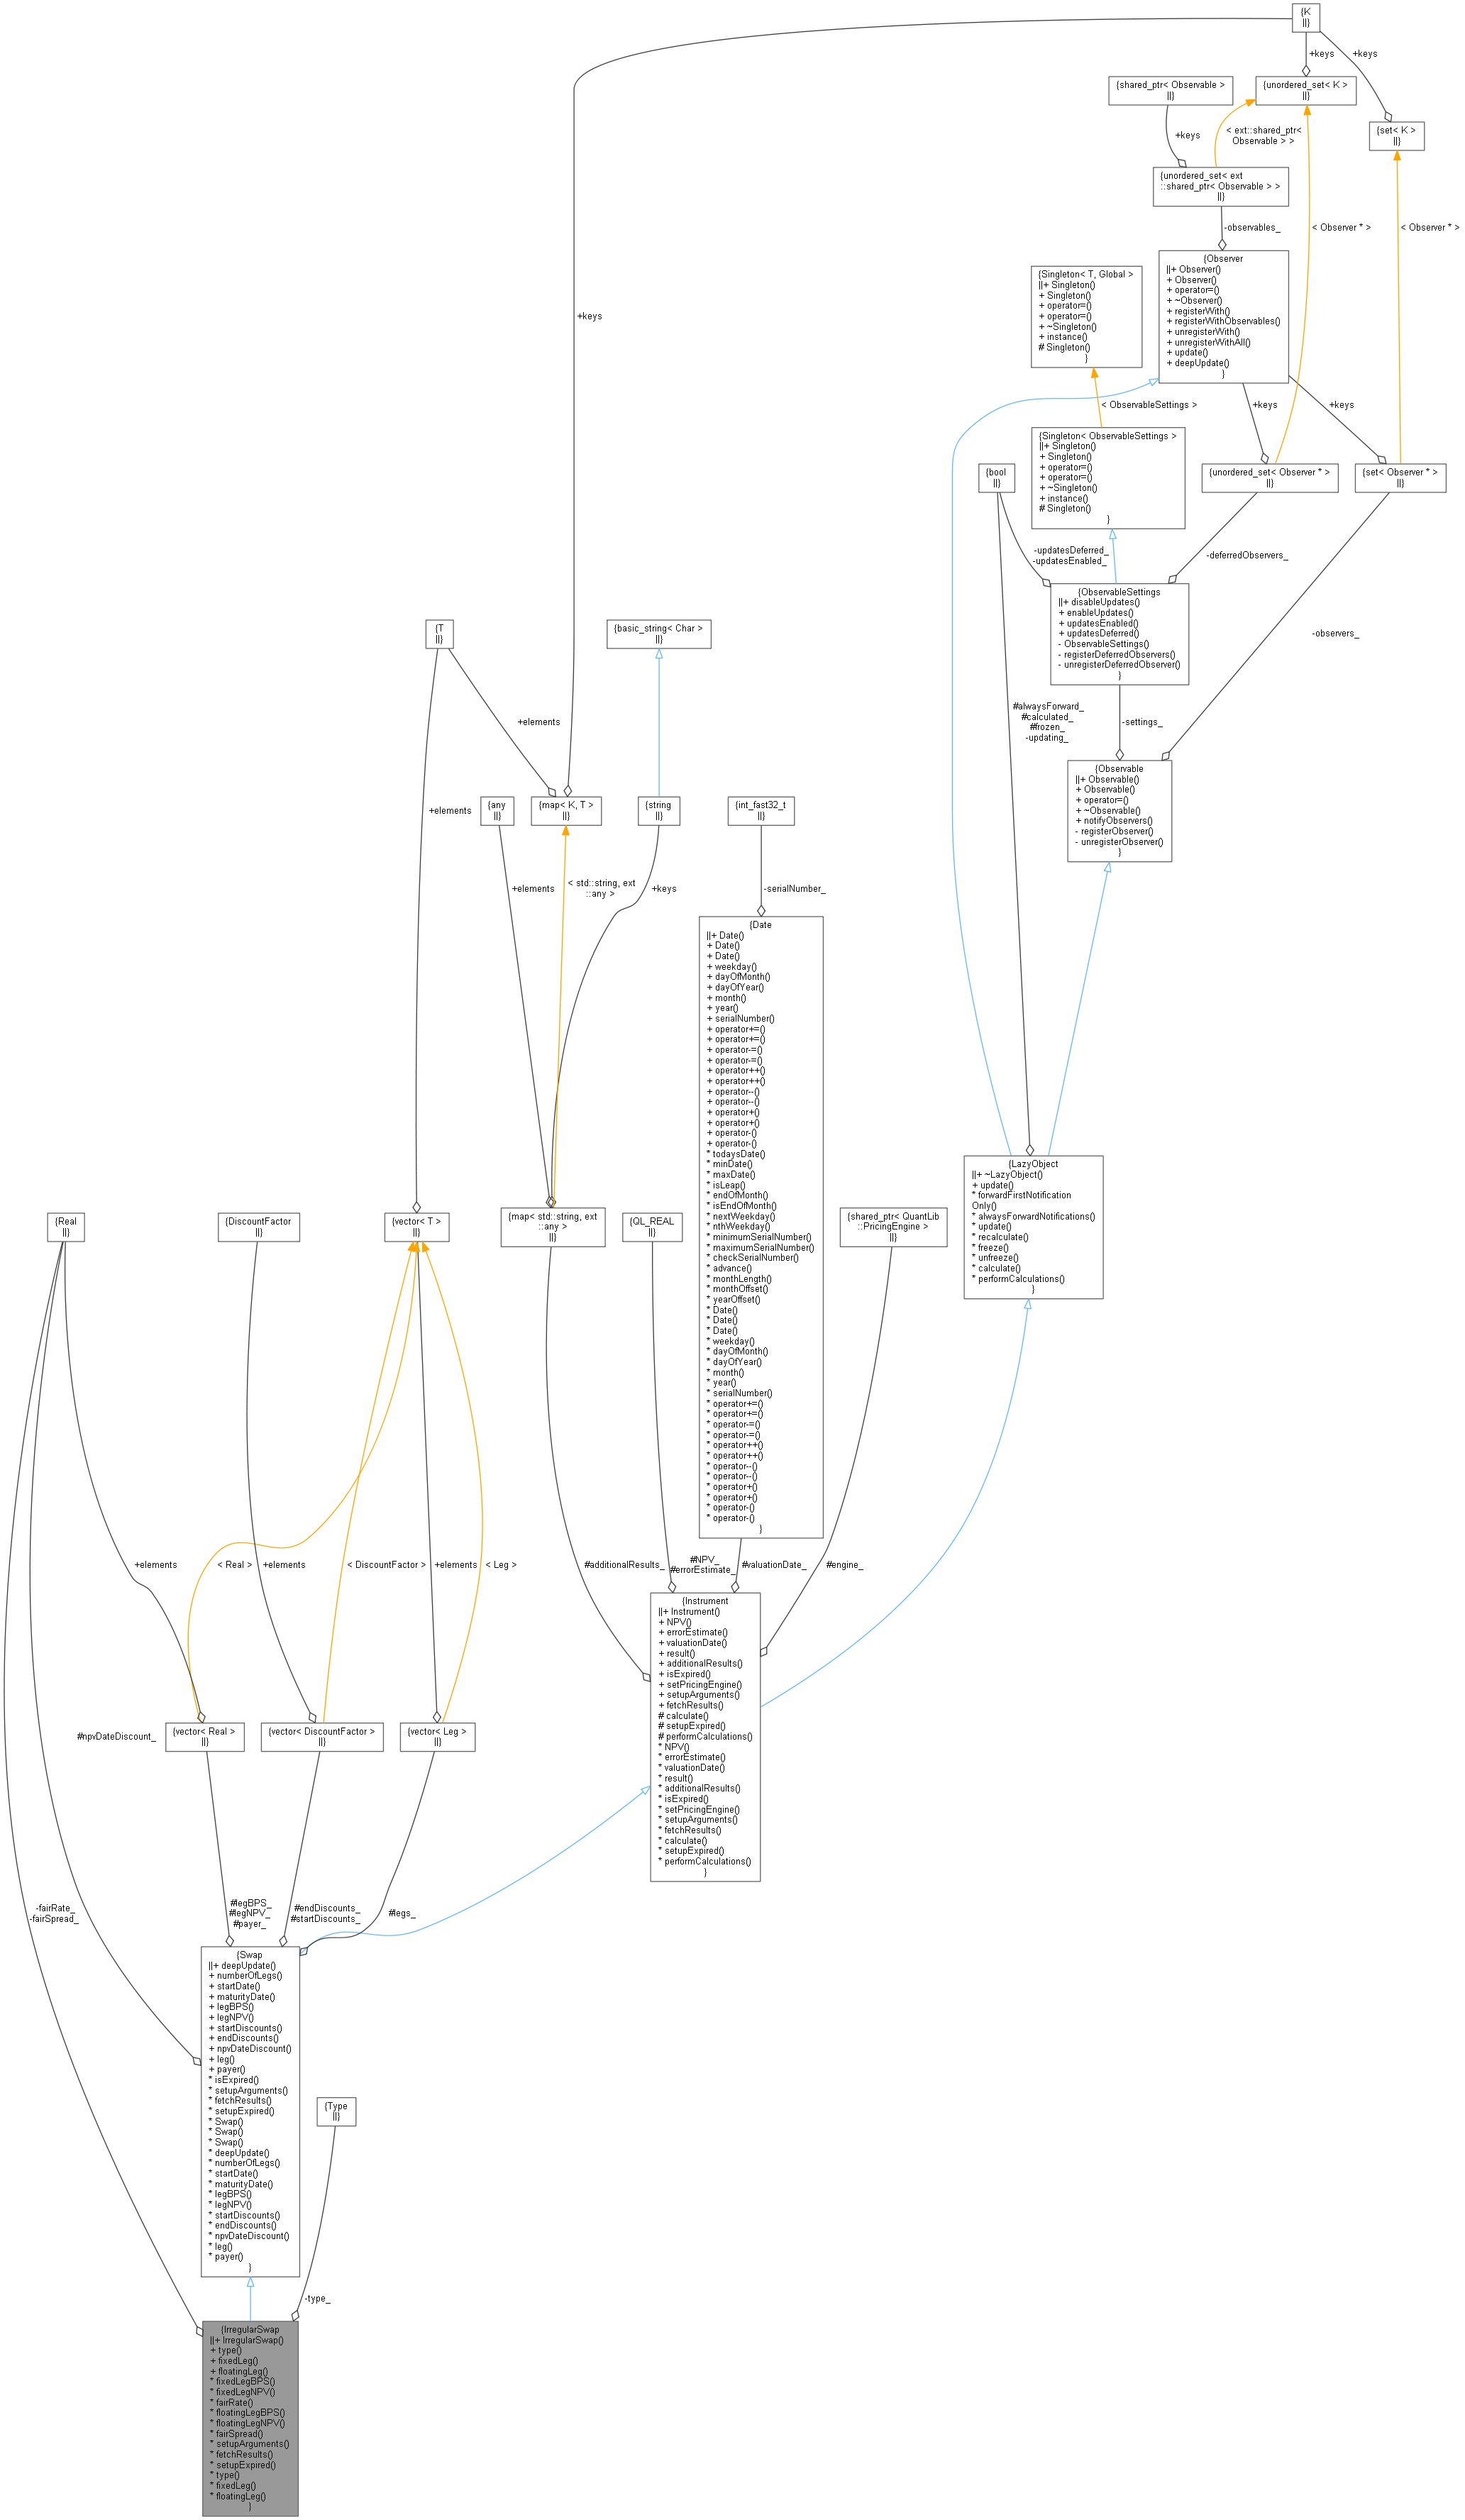 {K
||}
+keys
+keys
{shared_ptr< Observable >
||}
{unordered_set< K >
||}
{set< K >
||}
+keys
< ext::shared_ptr<
Observable > >
{unordered_set< ext
::shared_ptr< Observable > >
||}
+keys
-observables_
< Observer * >
< Observer * >
{Observer
||+ Observer()
+ Observer()
+ operator=()
+ ~Observer()
+ registerWith()
+ registerWithObservables()
+ unregisterWith()
+ unregisterWithAll()
+ update()
+ deepUpdate()
}
{Singleton< T, Global >
||+ Singleton()
+ Singleton()
+ operator=()
+ operator=()
+ ~Singleton()
+ instance()
# Singleton()
}
< ObservableSettings >
+keys
+keys
{Singleton< ObservableSettings >
||+ Singleton()
+ Singleton()
+ operator=()
+ operator=()
+ ~Singleton()
+ instance()
# Singleton()
}
{bool
||}
{unordered_set< Observer * >
||}
{set< Observer * >
||}
-updatesDeferred_
-updatesEnabled_
-deferredObservers_
{ObservableSettings
||+ disableUpdates()
+ enableUpdates()
+ updatesEnabled()
+ updatesDeferred()
- ObservableSettings()
- registerDeferredObservers()
- unregisterDeferredObserver()
}
-observers_
{T
||}
{basic_string< Char >
||}
#alwaysForward_
#calculated_
#frozen_
-updating_
-settings_
+elements
{Observable
||+ Observable()
+ Observable()
+ operator=()
+ ~Observable()
+ notifyObservers()
- registerObserver()
- unregisterObserver()
}
+elements
{any
||}
{map< K, T >
||}
{string
||}
{int_fast32_t
||}
+elements
< std::string, ext
::any >
+keys
-serialNumber_
{Date
||+ Date()
+ Date()
+ Date()
+ weekday()
+ dayOfMonth()
+ dayOfYear()
+ month()
+ year()
+ serialNumber()
+ operator+=()
+ operator+=()
+ operator-=()
+ operator-=()
+ operator++()
+ operator++()
+ operator--()
+ operator--()
+ operator+()
+ operator+()
+ operator-()
+ operator-()
* todaysDate()
* minDate()
* maxDate()
* isLeap()
* endOfMonth()
* isEndOfMonth()
* nextWeekday()
* nthWeekday()
* minimumSerialNumber()
* maximumSerialNumber()
* checkSerialNumber()
* advance()
* monthLength()
* monthOffset()
* yearOffset()
* Date()
* Date()
* Date()
* weekday()
* dayOfMonth()
* dayOfYear()
* month()
* year()
* serialNumber()
* operator+=()
* operator+=()
* operator-=()
* operator-=()
* operator++()
* operator++()
* operator--()
* operator--()
* operator+()
* operator+()
* operator-()
* operator-()
}
{LazyObject
||+ ~LazyObject()
+ update()
* forwardFirstNotification
Only()
* alwaysForwardNotifications()
* update()
* recalculate()
* freeze()
* unfreeze()
* calculate()
* performCalculations()
}
{Real
||}
{DiscountFactor
||}
{vector< T >
||}
{map< std::string, ext
::any >
||}
{QL_REAL
||}
{shared_ptr< QuantLib
::PricingEngine >
||}
+elements
< Real >
+elements
< DiscountFactor >
+elements
< Leg >
#additionalResults_
#NPV_
#errorEstimate_
#valuationDate_
#engine_
{Instrument
||+ Instrument()
+ NPV()
+ errorEstimate()
+ valuationDate()
+ result()
+ additionalResults()
+ isExpired()
+ setPricingEngine()
+ setupArguments()
+ fetchResults()
# calculate()
# setupExpired()
# performCalculations()
* NPV()
* errorEstimate()
* valuationDate()
* result()
* additionalResults()
* isExpired()
* setPricingEngine()
* setupArguments()
* fetchResults()
* calculate()
* setupExpired()
* performCalculations()
}
#npvDateDiscount_
{vector< Real >
||}
{vector< DiscountFactor >
||}
{vector< Leg >
||}
-fairRate_
-fairSpread_
#legBPS_
#legNPV_
#payer_
#endDiscounts_
#startDiscounts_
#legs_
{Swap
||+ deepUpdate()
+ numberOfLegs()
+ startDate()
+ maturityDate()
+ legBPS()
+ legNPV()
+ startDiscounts()
+ endDiscounts()
+ npvDateDiscount()
+ leg()
+ payer()
* isExpired()
* setupArguments()
* fetchResults()
* setupExpired()
* Swap()
* Swap()
* Swap()
* deepUpdate()
* numberOfLegs()
* startDate()
* maturityDate()
* legBPS()
* legNPV()
* startDiscounts()
* endDiscounts()
* npvDateDiscount()
* leg()
* payer()
}
{Type
||}
-type_
{IrregularSwap
||+ IrregularSwap()
+ type()
+ fixedLeg()
+ floatingLeg()
* fixedLegBPS()
* fixedLegNPV()
* fairRate()
* floatingLegBPS()
* floatingLegNPV()
* fairSpread()
* setupArguments()
* fetchResults()
* setupExpired()
* type()
* fixedLeg()
* floatingLeg()
}